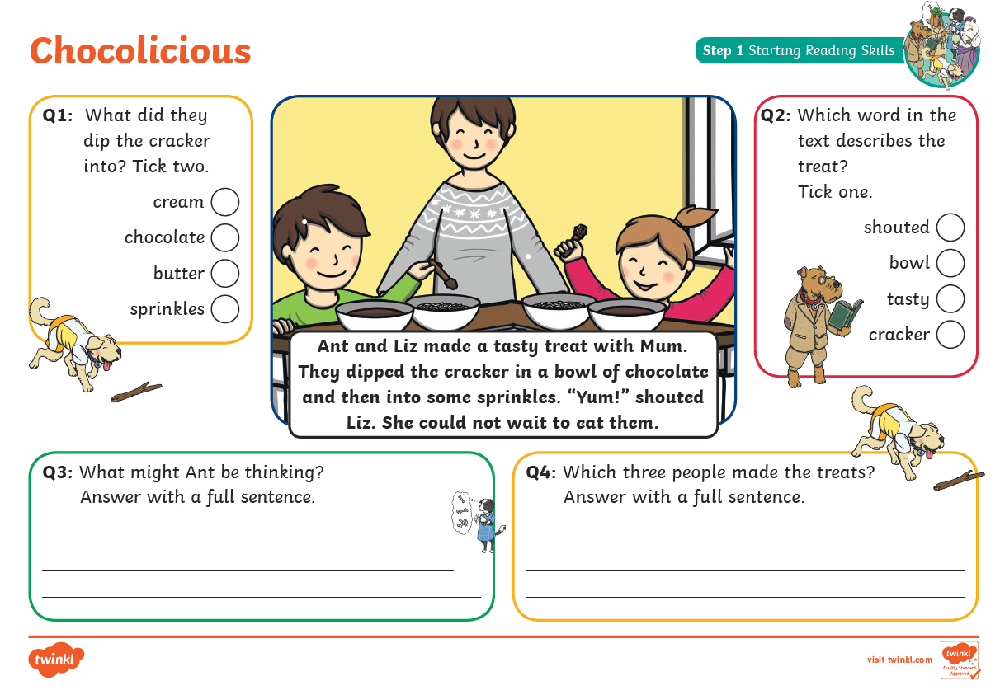 Chocolicious
Step 1 Starting Reading Skills
Q1: What did they
dip the cracker
into? Tick two.
cream
chocolate
butter
sprinkles
Ant and Liz made a tasty treat with Mum.
They dipped the cracker in a bowl of chocolate
and then into some sprinkles. “Yum!” shouted
Liz. She could not wait to eat them.
Q2: Which word in the
text describes the
treat?
Tick one.
shouted
bowl
tasty
cracker
Q3: What might Ant be thinking?
Answer with a full sentence.
Q4: Which three people made the treats?
Answer with a full sentence.
twinkl
visit twinkl.com
twinkl
Quality Standard
Approved